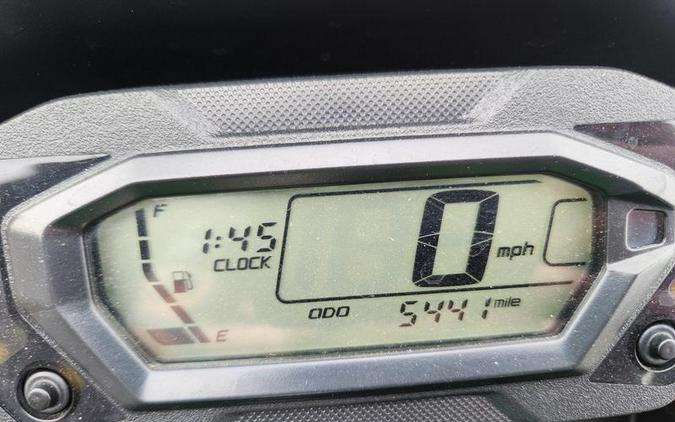 F
1:45
CLOCK
0 mph
ODO 5441 mile
E